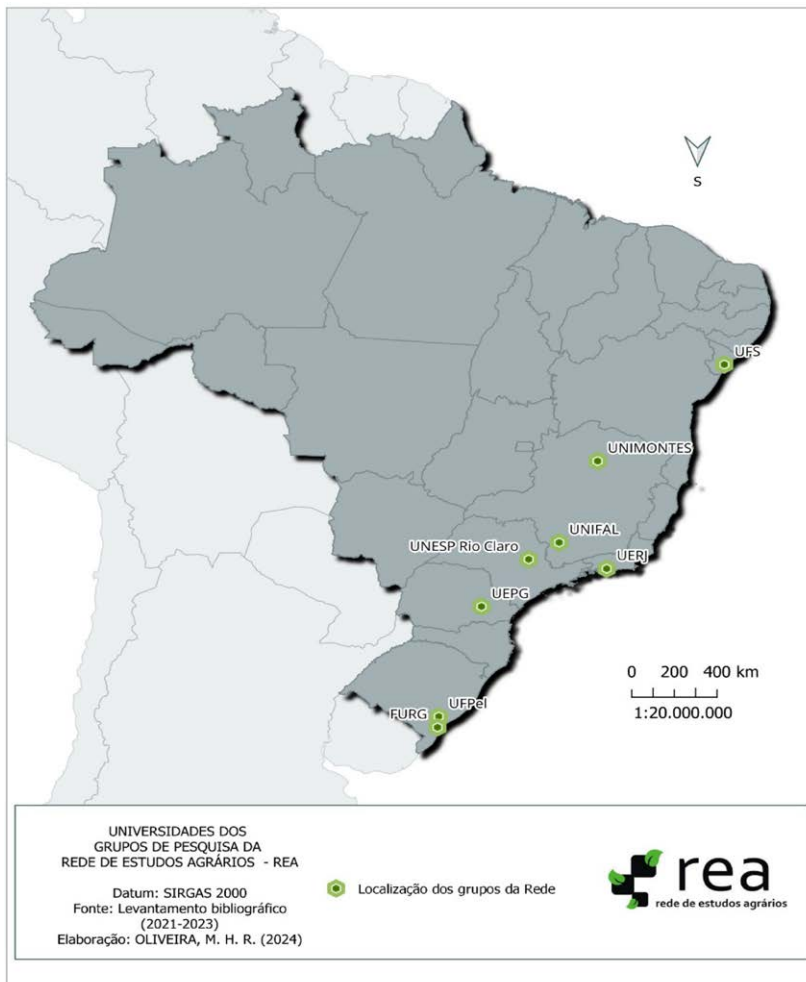 S
UFS
UNIMONTES
UNIFAL
UNESP Rio Claro
UERJ
UEPG
0 200 400 km
1:20.000.000
UFPel
FURG
UNIVERSIDADES DOS
GRUPOS DE PESQUISA DA
REDE DE ESTUDOS AGRÁRIOS - REA
Datum: SIRGAS 2000
Fonte: Levantamento bibliográfico
(2021-2023)
Elaboração: OLIVEIRA, M. H. R. (2024)
Localização dos grupos da Rede
rea
rede de estudos agrários